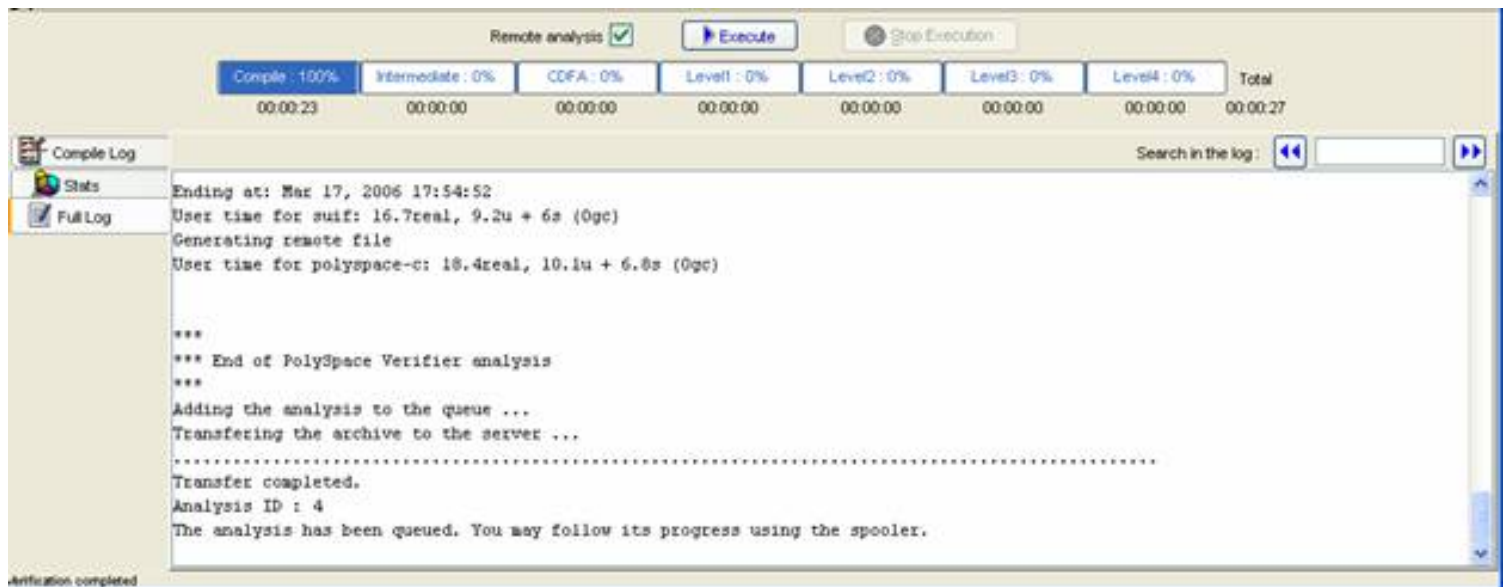 Remote analysis Execute Stop Execution
Compile : 100% Intermediate : 0% CDFA : 0% Level1 : 0% Level2 : 0% Level3 : 0% Level4 : 0% Total
00:00:23 00:00:00 00:00:00 00:00:00 00:00:00 00:00:00 00:00:00 00:00:27
Compile Log Search in the log :
Stats
Full Log
Ending at: Mar 17, 2006 17:54:52
User time for suif: 16.7real, 9.2u + 6s (0gc)
Generating remote file
User time for polyspace-c: 18.4real, 10.1u + 6.8s (0gc)
***
*** End of PolySpace Verifier analysis
***
Adding the analysis to the queue ...
Transfering the archive to the server ...
....................................................................................................
Transfer completed.
Analysis ID : 4
The analysis has been queued. You may follow its progress using the spooler.
Verification completed